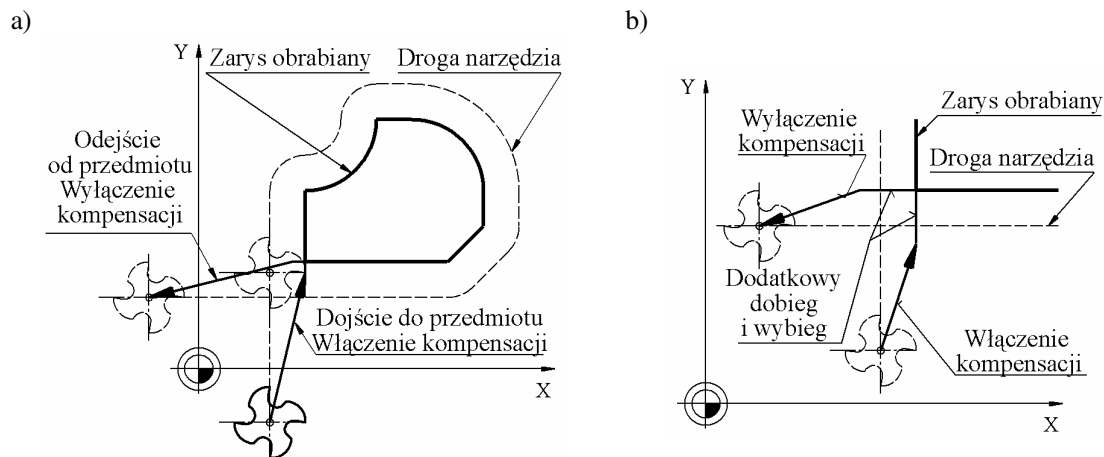 a)
Y
Zarys obrabiany
Droga narzędzia
Odejście
od przedmiotu
Wyłączenie
kompensacji
Dojście do przedmiotu
Włączenie kompensacji
X
b)
Y
Zarys obrabiany
Wyłączenie
kompensacji
Droga narzędzia
Dodatkowy
dobieg
i wybieg
Włączenie
kompensacji
X